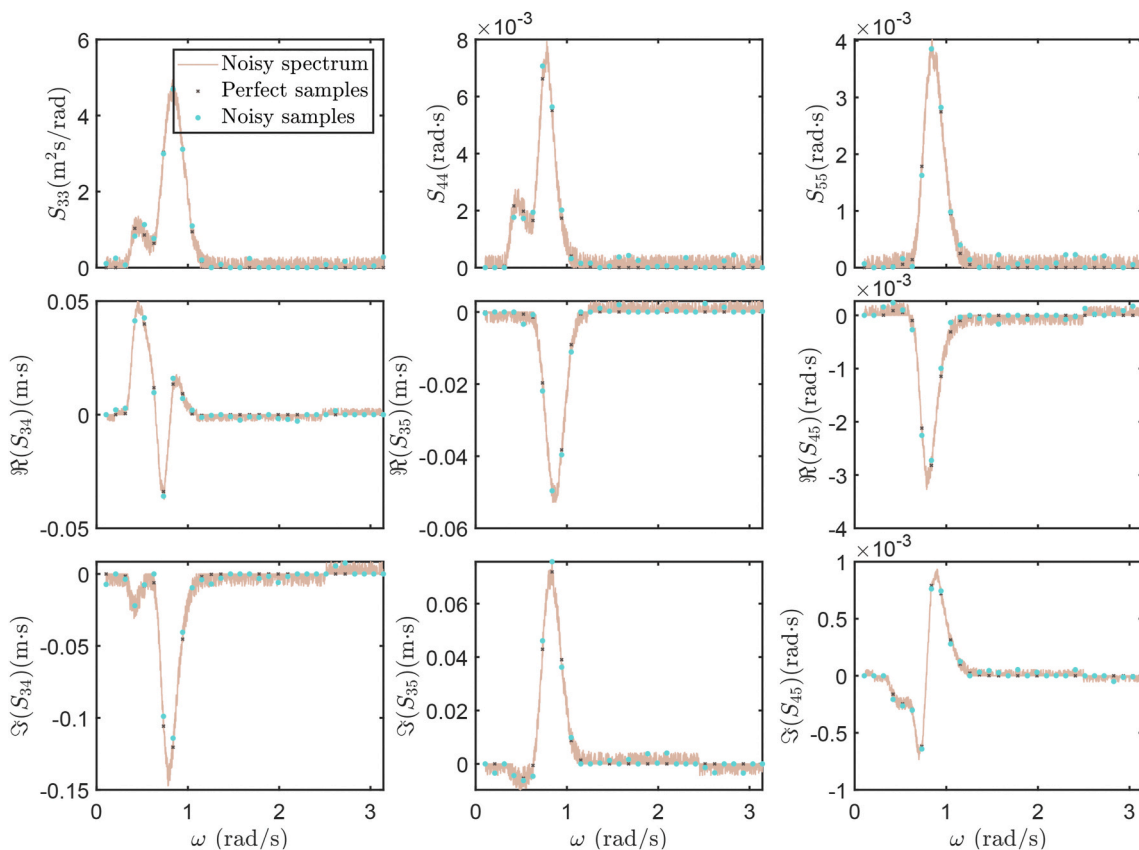 ×10⁻³ ×10⁻³
6 8 4
Noisy spectrum
Perfect samples
Noisy samples
4 6 3
4 2
2 2 1
0 0 0
S₃₃(m²s/rad) S₄₄(rad·s) S₅₅(rad·s)
×10⁻³
0.05 0 0
-0.02 -1
0 -2
-0.04 -3
-0.05 -0.06 -4
ℜ(S₃₄)(m·s) ℜ(S₃₅)(m·s) ℜ(S₄₅)(rad·s)
×10⁻³
0 0.06 1
-0.05 0.04 0.5
0.02 0
-0.1 0 -0.5
-0.15 -1
ℑ(S₃₄)(m·s) ℑ(S₃₅)(m·s) ℑ(S₄₅)(rad·s)
0 1 2 3 0 1 2 3 0 1 2 3
ω (rad/s) ω (rad/s) ω (rad/s)